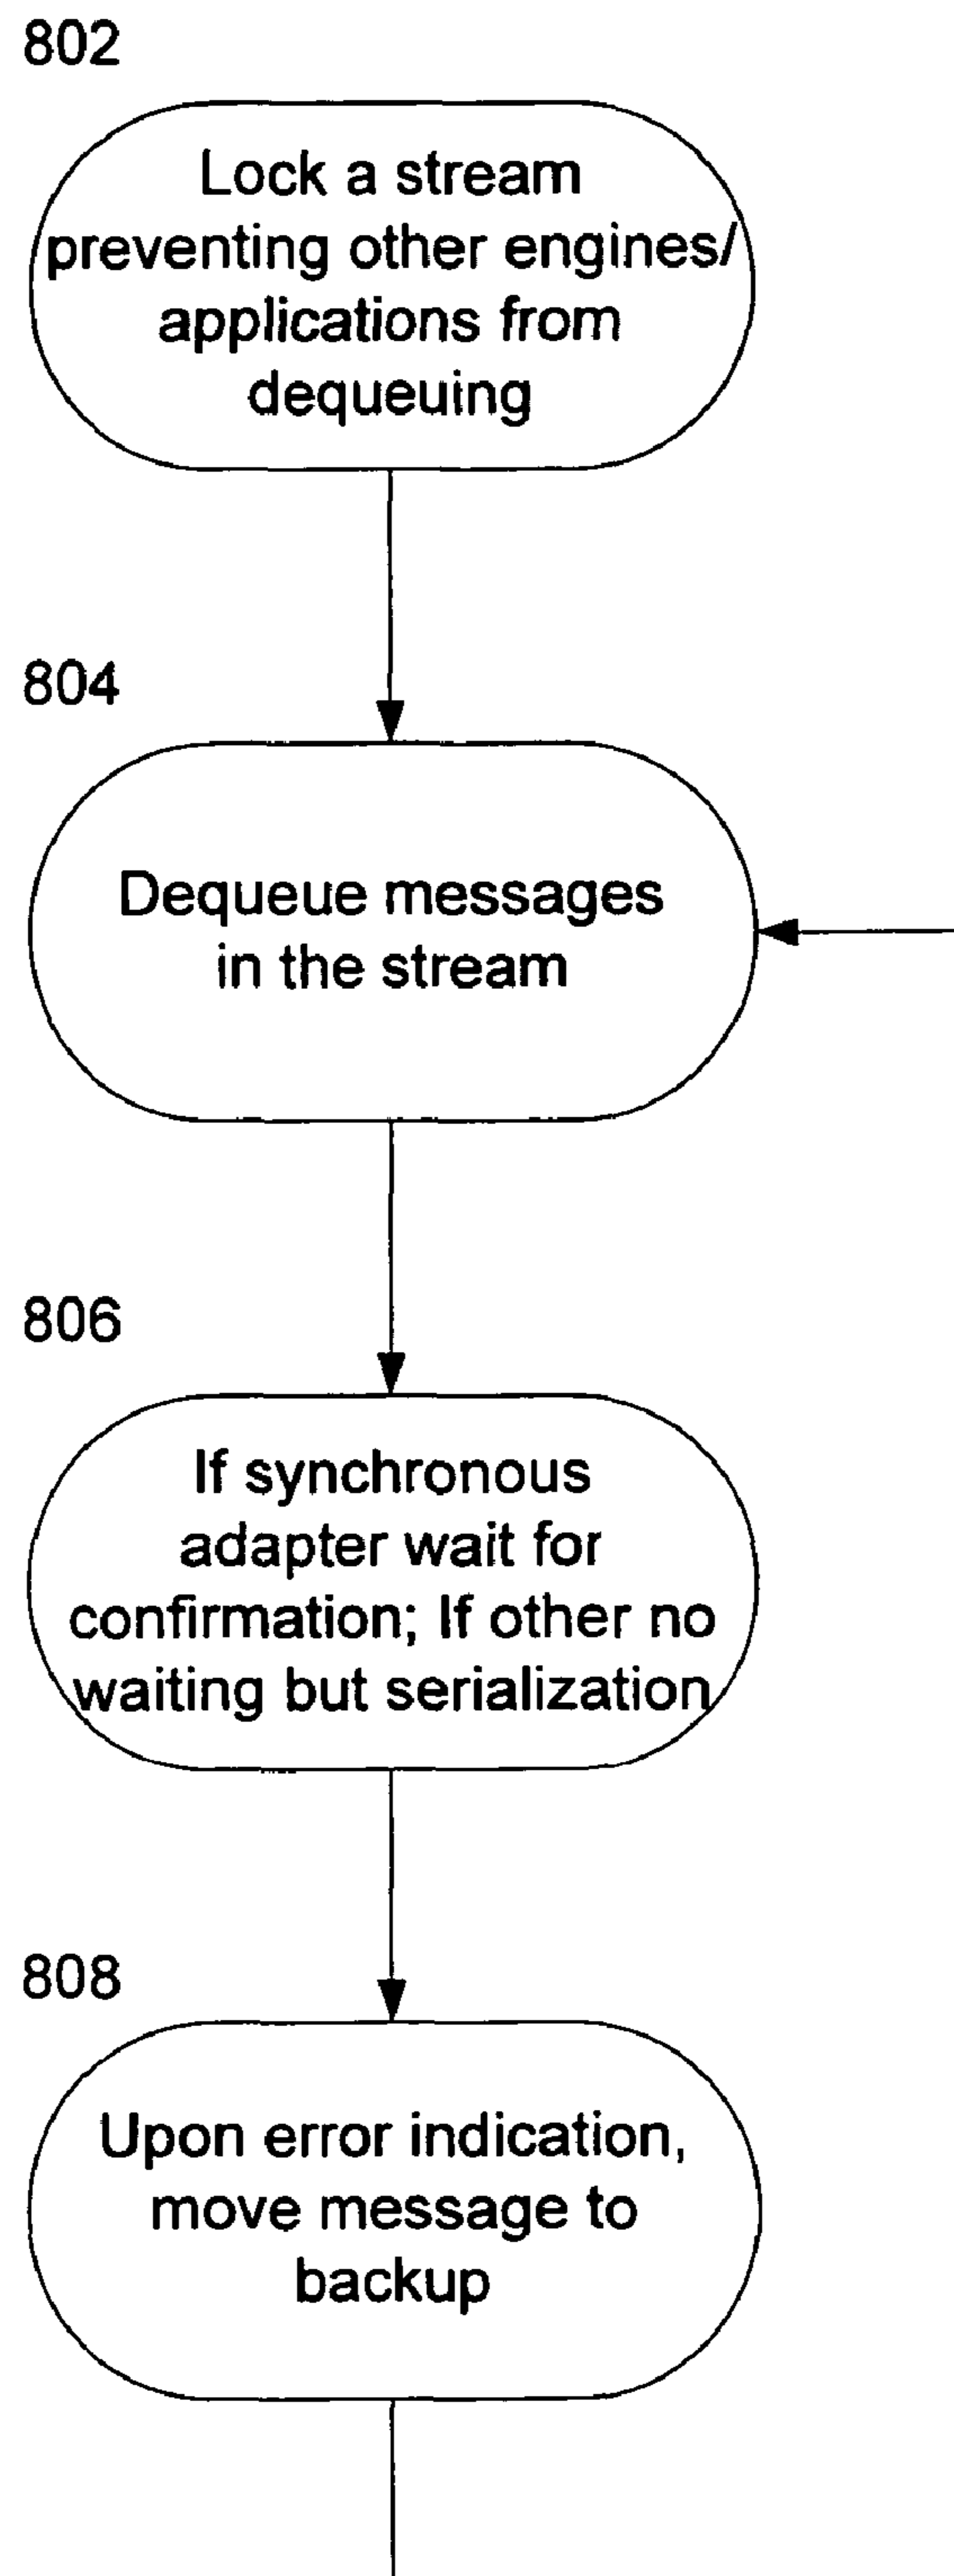 802
Lock a stream
preventing other engines/
applications from
dequeuing
804
Dequeue messages
in the stream
806
If synchronous
adapter wait for
confirmation; If other no
waiting but serialization
808
Upon error indication,
move message to
backup